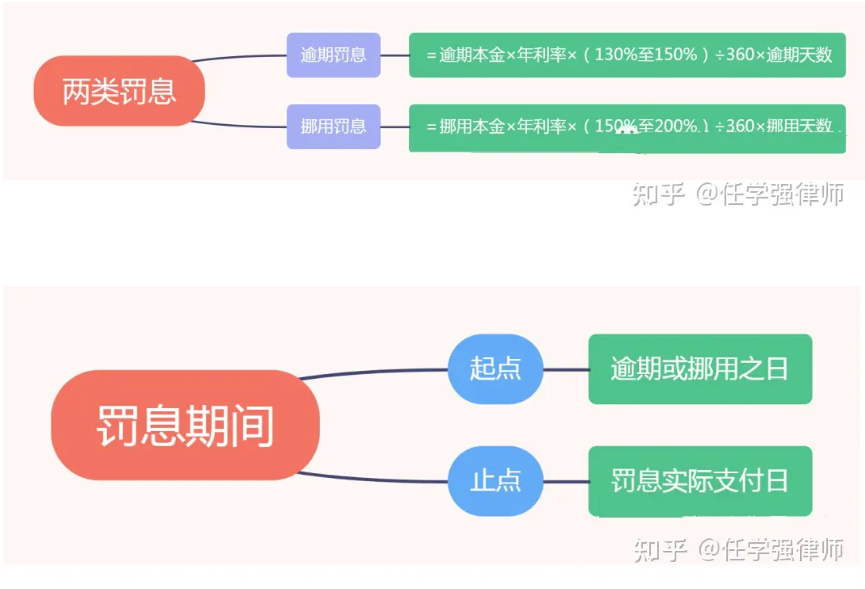 两类罚息
逾期罚息
=逾期本金×年利率×(130%至150%)÷360×逾期天数
挪用罚息
=挪用本金×年利率×(150%至200%)÷360×挪用天数
知乎 @任学强律师
罚息期间
起点
逾期或挪用之日
止点
罚息实际支付日
知乎 @任学强律师